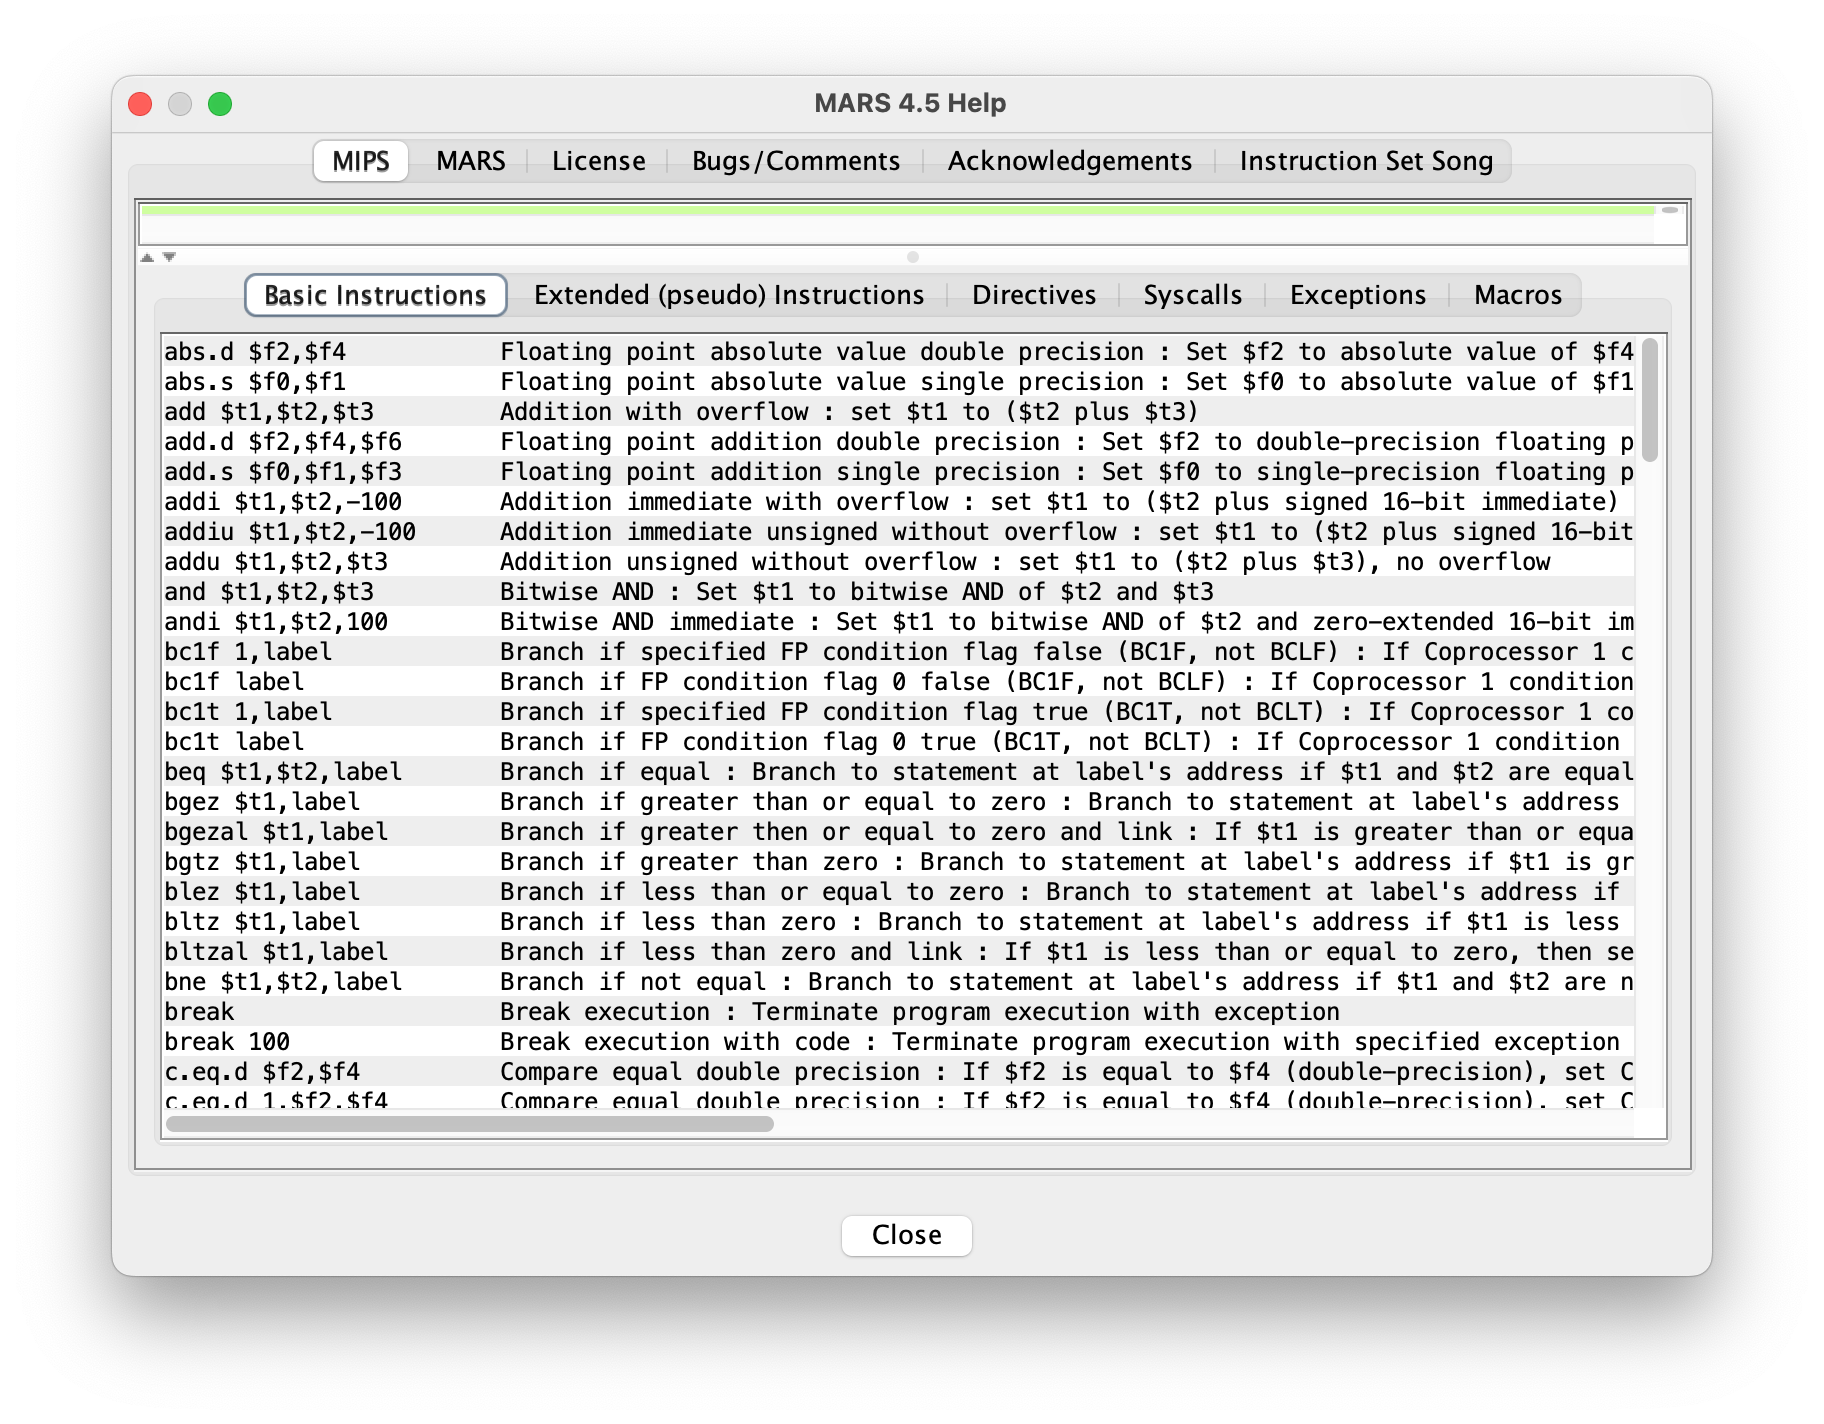 MARS 4.5 Help
MIPS MARS License Bugs/Comments Acknowledgements Instruction Set Song
Basic Instructions Extended (pseudo) Instructions Directives Syscalls Exceptions Macros
abs.d $f2,$f4 Floating point absolute value double precision : Set $f2 to absolute value of $f4
abs.s $f0,$f1 Floating point absolute value single precision : Set $f0 to absolute value of $f1
add $t1,$t2,$t3 Addition with overflow : set $t1 to ($t2 plus $t3)
add.d $f2,$f4,$f6 Floating point addition double precision : Set $f2 to double-precision floating p
add.s $f0,$f1,$f3 Floating point addition single precision : Set $f0 to single-precision floating p
addi $t1,$t2,-100 Addition immediate with overflow : set $t1 to ($t2 plus signed 16-bit immediate)
addiu $t1,$t2,-100 Addition immediate unsigned without overflow : set $t1 to ($t2 plus signed 16-bit
addu $t1,$t2,$t3 Addition unsigned without overflow : set $t1 to ($t2 plus $t3), no overflow
and $t1,$t2,$t3 Bitwise AND : Set $t1 to bitwise AND of $t2 and $t3
andi $t1,$t2,100 Bitwise AND immediate : Set $t1 to bitwise AND of $t2 and zero-extended 16-bit im
bc1f 1,label Branch if specified FP condition flag false (BC1F, not BCLF) : If Coprocessor 1 c
bc1f label Branch if FP condition flag 0 false (BC1F, not BCLF) : If Coprocessor 1 condition
bc1t 1,label Branch if specified FP condition flag true (BC1T, not BCLT) : If Coprocessor 1 co
bc1t label Branch if FP condition flag 0 true (BC1T, not BCLT) : If Coprocessor 1 condition
beq $t1,$t2,label Branch if equal : Branch to statement at label's address if $t1 and $t2 are equal
bgez $t1,label Branch if greater than or equal to zero : Branch to statement at label's address
bgezal $t1,label Branch if greater then or equal to zero and link : If $t1 is greater than or equa
bgtz $t1,label Branch if greater than zero : Branch to statement at label's address if $t1 is gr
blez $t1,label Branch if less than or equal to zero : Branch to statement at label's address if
bltz $t1,label Branch if less than zero : Branch to statement at label's address if $t1 is less
bltzal $t1,label Branch if less than zero and link : If $t1 is less than or equal to zero, then se
bne $t1,$t2,label Branch if not equal : Branch to statement at label's address if $t1 and $t2 are n
break Break execution : Terminate program execution with exception
break 100 Break execution with code : Terminate program execution with specified exception
c.eq.d $f2,$f4 Compare equal double precision : If $f2 is equal to $f4 (double-precision), set C
c.eq.d 1,$f2,$f4 Compare equal double precision : If $f2 is equal to $f4 (double-precision), set C
Close